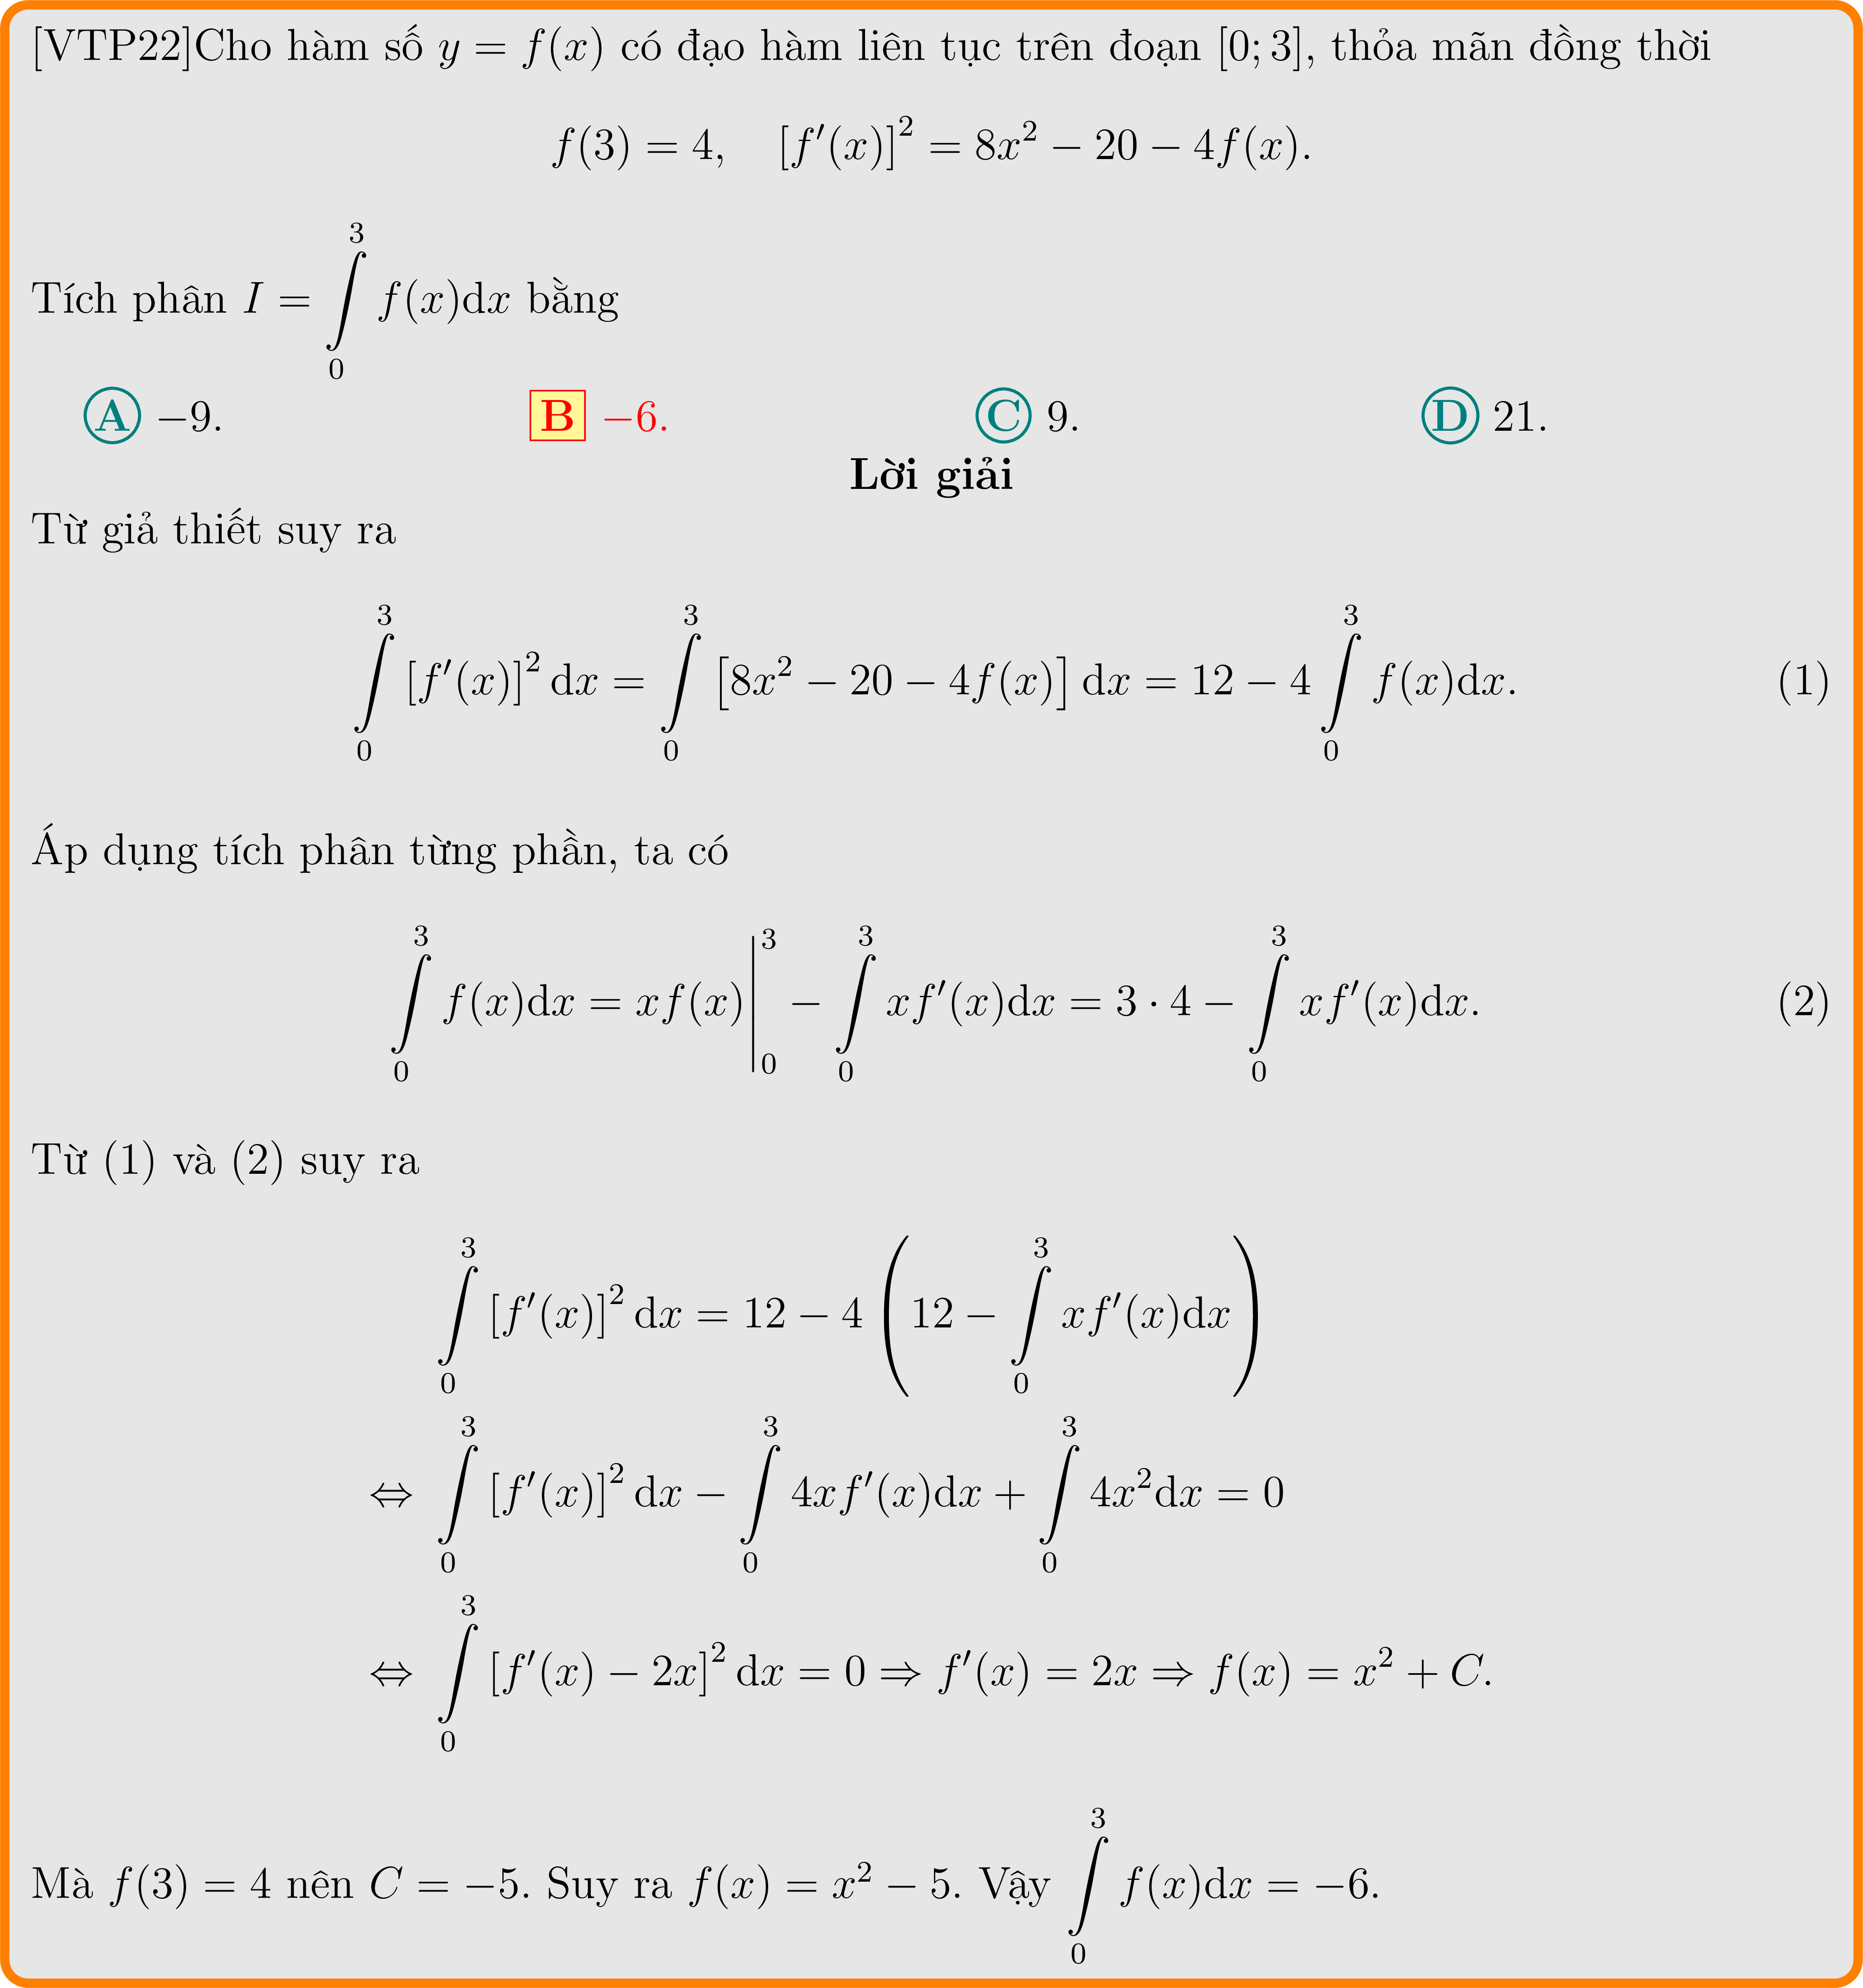 [VTP22]Cho hàm số $y = f(x)$ có đạo hàm liên tục trên đoạn $[0; 3]$, thỏa mãn đồng thời
$f(3) = 4, \quad [f'(x)]^2 = 8x^2 - 20 - 4f(x).$
Tích phân $I = \int\limits_0^3 f(x)\mathrm{d}x$ bằng
A $-9$. B $-6$. C $9$. D $21$.
Lời giải
Từ giả thiết suy ra
$\int\limits_0^3 [f'(x)]^2 \mathrm{d}x = \int\limits_0^3 [8x^2 - 20 - 4f(x)] \mathrm{d}x = 12 - 4\int\limits_0^3 f(x)\mathrm{d}x.$ (1)
Áp dụng tích phân từng phần, ta có
$\int\limits_0^3 f(x)\mathrm{d}x = xf(x)\Big|_0^3 - \int\limits_0^3 xf'(x)\mathrm{d}x = 3 \cdot 4 - \int\limits_0^3 xf'(x)\mathrm{d}x.$ (2)
Từ (1) và (2) suy ra
$\int\limits_0^3 [f'(x)]^2 \mathrm{d}x = 12 - 4\left(12 - \int\limits_0^3 xf'(x)\mathrm{d}x\right)$
$\Leftrightarrow \int\limits_0^3 [f'(x)]^2 \mathrm{d}x - \int\limits_0^3 4xf'(x)\mathrm{d}x + \int\limits_0^3 4x^2\mathrm{d}x = 0$
$\Leftrightarrow \int\limits_0^3 [f'(x) - 2x]^2 \mathrm{d}x = 0 \Rightarrow f'(x) = 2x \Rightarrow f(x) = x^2 + C.$
Mà $f(3) = 4$ nên $C = -5$. Suy ra $f(x) = x^2 - 5$. Vậy $\int\limits_0^3 f(x)\mathrm{d}x = -6.$